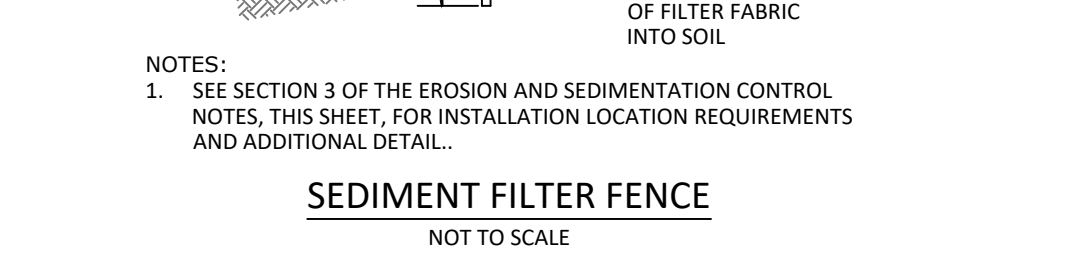 OF FILTER FABRIC
INTO SOIL
NOTES:
1. SEE SECTION 3 OF THE EROSION AND SEDIMENTATION CONTROL
NOTES, THIS SHEET, FOR INSTALLATION LOCATION REQUIREMENTS
AND ADDITIONAL DETAIL..
SEDIMENT FILTER FENCE
NOT TO SCALE